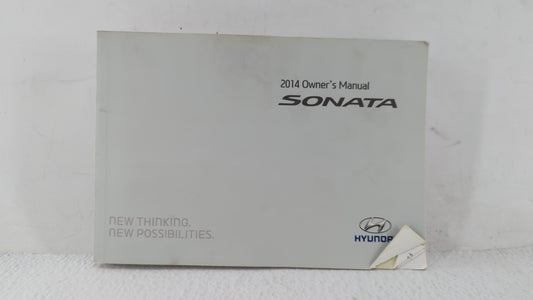 2014 Owner's Manual
SONATA
NEW THINKING.
NEW POSSIBILITIES.
HYUNDAI